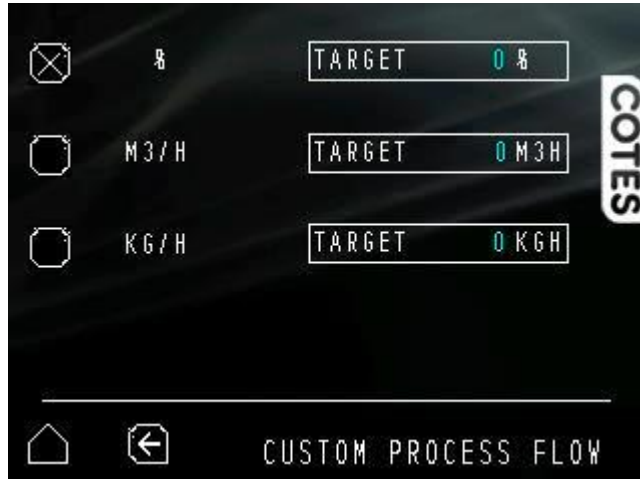 % TARGET 0 %
M3/H TARGET 0 M3H
KG/H TARGET 0 KGH
COTES
CUSTOM PROCESS FLOW